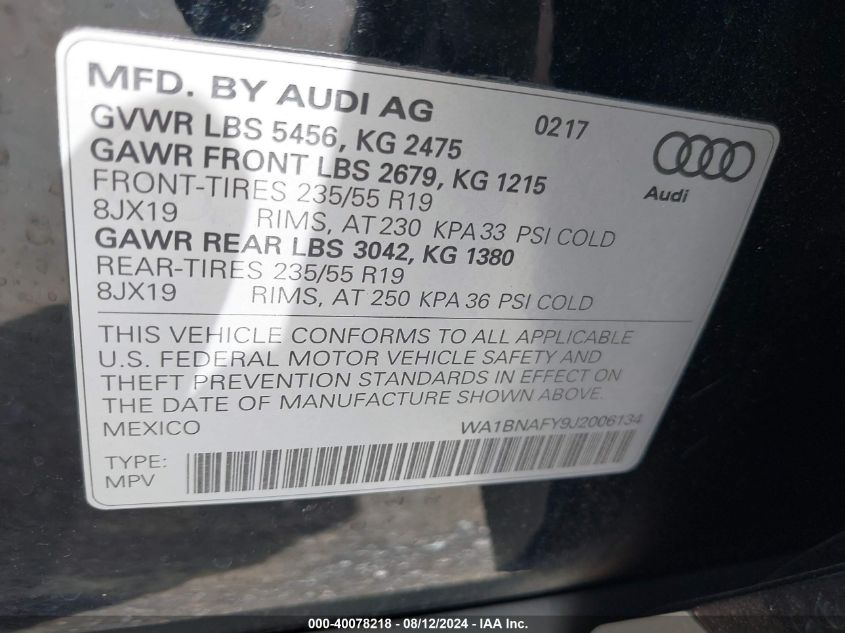 MFD. BY AUDI AG 0217
GVWR LBS 5456, KG 2475
GAWR FRONT LBS 2679, KG 1215
Audi
FRONT-TIRES 235/55 R19
8JX19 RIMS, AT 230 KPA 33 PSI COLD
GAWR REAR LBS 3042, KG 1380
REAR-TIRES 235/55 R19
8JX19 RIMS, AT 250 KPA 36 PSI COLD
THIS VEHICLE CONFORMS TO ALL APPLICABLE
U.S. FEDERAL MOTOR VEHICLE SAFETY AND
THEFT PREVENTION STANDARDS IN EFFECT ON
THE DATE OF MANUFACTURE SHOWN ABOVE.
MEXICO WA1BNAFY9J2006134
TYPE:
MPV
000-40078218 - 08/12/2024 - WA1B*******